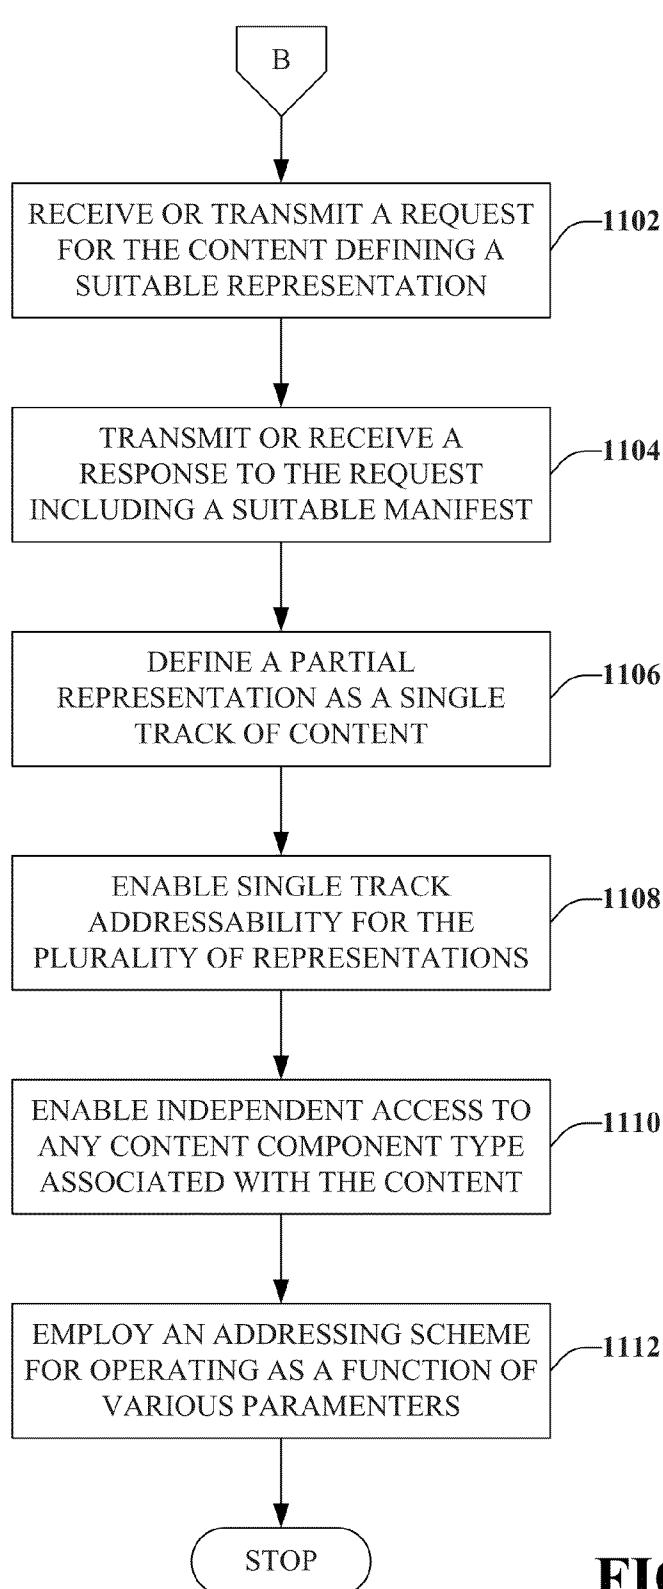 B
RECEIVE OR TRANSMIT A REQUEST
FOR THE CONTENT DEFINING A
SUITABLE REPRESENTATION
1102
TRANSMIT OR RECEIVE A
RESPONSE TO THE REQUEST
INCLUDING A SUITABLE MANIFEST
1104
DEFINE A PARTIAL
REPRESENTATION AS A SINGLE
TRACK OF CONTENT
1106
ENABLE SINGLE TRACK
ADDRESSABILITY FOR THE
PLURALITY OF REPRESENTATIONS
1108
ENABLE INDEPENDENT ACCESS TO
ANY CONTENT COMPONENT TYPE
ASSOCIATED WITH THE CONTENT
1110
EMPLOY AN ADDRESSING SCHEME
FOR OPERATING AS A FUNCTION OF
VARIOUS PARAMENTERS
1112
STOP